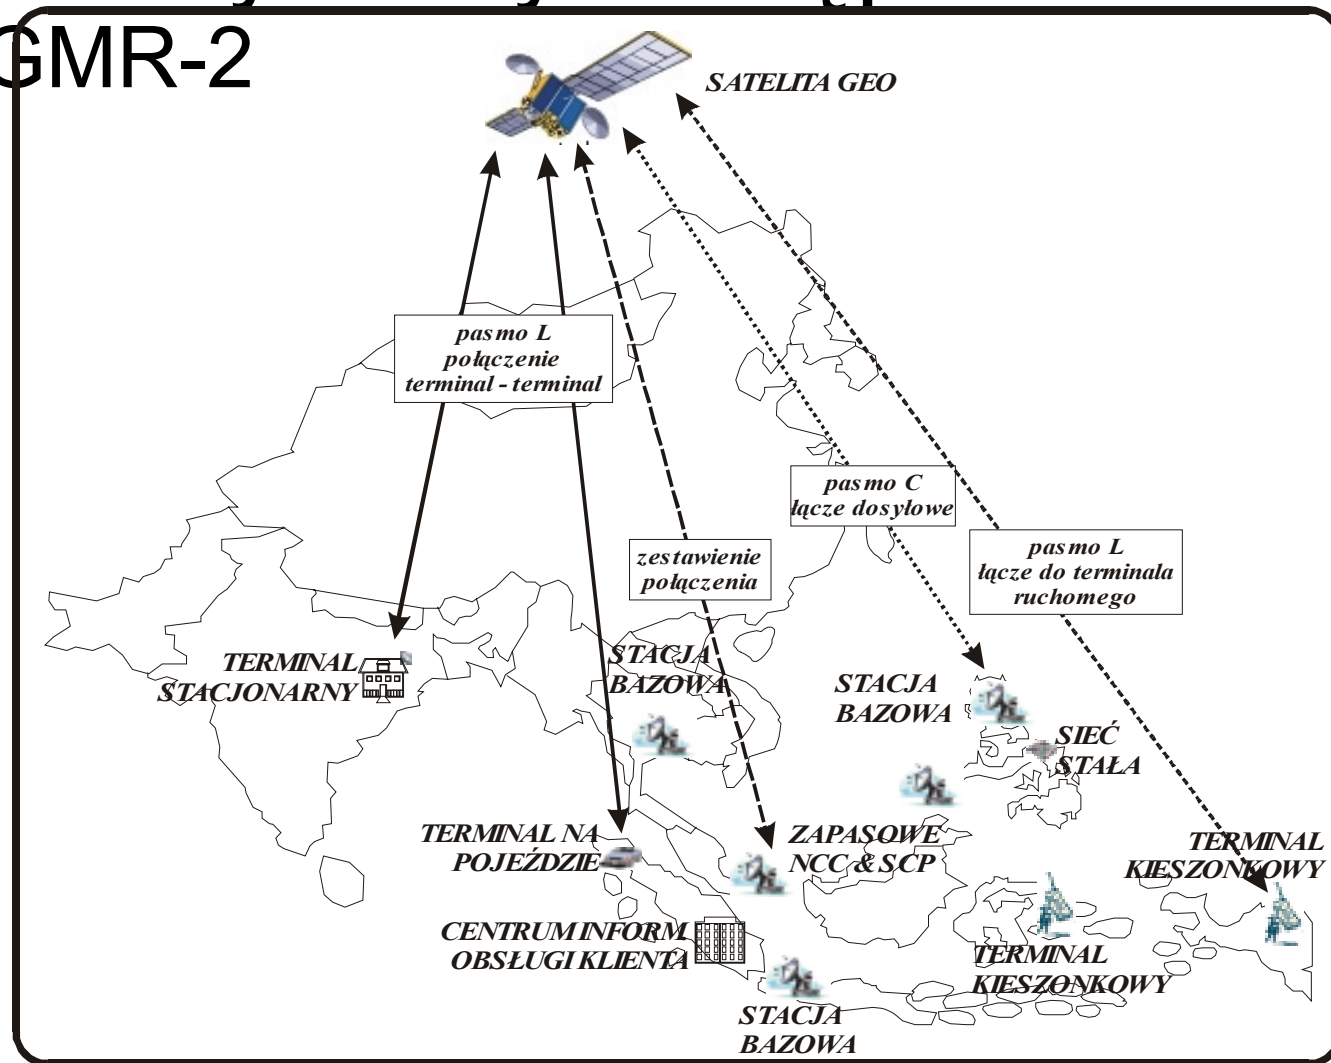 GMR-2
SATELITA GEO
pasmo L
połączenie
terminal - terminal
pasmo C
łącze dosyłowe
zestawienie
połączenia
pasmo L
łącze do terminala
ruchomego
TERMINAL
STACJONARNY
STACJA
BAZOWA
STACJA
BAZOWA
SIEĆ
STAŁA
TERMINAL NA
POJEŹDZIE
ZAPASOWE
NCC & SCP
TERMINAL
KIESZONKOWY
CENTRUM INFORM.
OBSŁUGI KLIENTA
TERMINAL
KIESZONKOWY
STACJA
BAZOWA